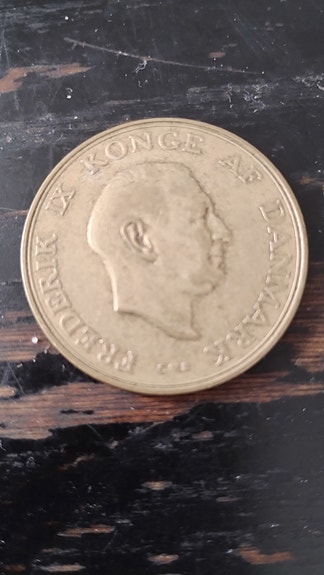 FREDERIK IX KONGE AF DANMARK